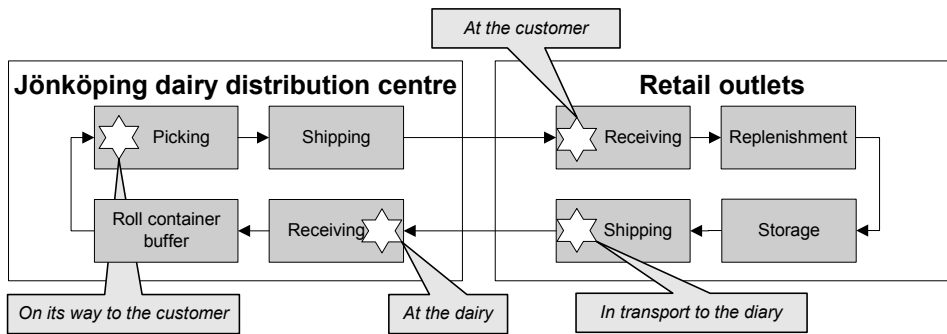 At the customer
Jönköping dairy distribution centre
Retail outlets
Picking
Shipping
Receiving
Replenishment
Roll container
buffer
Receiving
Shipping
Storage
On its way to the customer
At the dairy
In transport to the diary